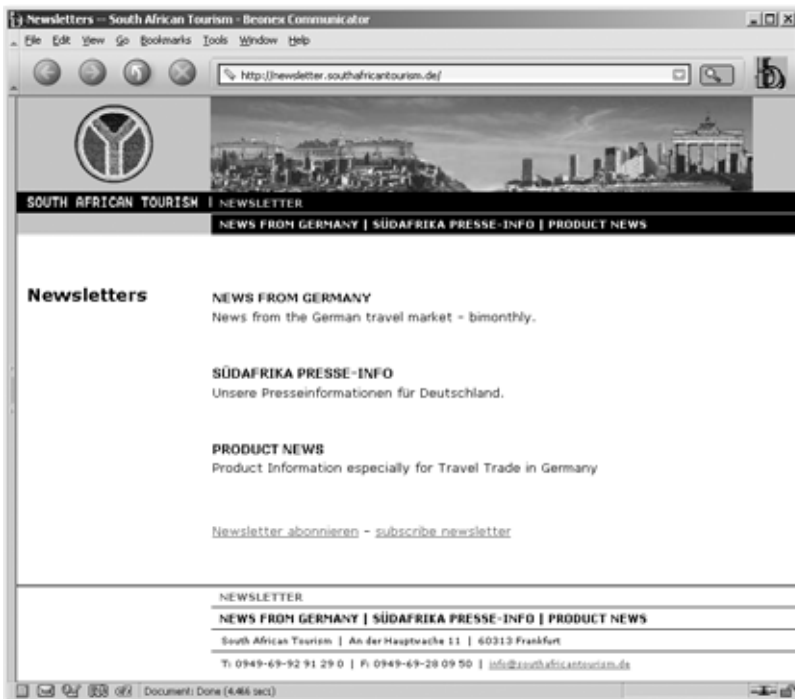 Newsletters -- South African Tourism - Beonex Communicator
File Edit View Go Bookmarks Tools Window Help
http://newsletter.southafricantourism.de/
SOUTH AFRICAN TOURISM | NEWSLETTER
NEWS FROM GERMANY | SÜDAFRIKA PRESSE-INFO | PRODUCT NEWS
Newsletters
NEWS FROM GERMANY
News from the German travel market - bimonthly.
SÜDAFRIKA PRESSE-INFO
Unsere Presseinformationen für Deutschland.
PRODUCT NEWS
Product Information especially for Travel Trade in Germany
Newsletter abonnieren - subscribe newsletter
NEWSLETTER
NEWS FROM GERMANY | SÜDAFRIKA PRESSE-INFO | PRODUCT NEWS
South African Tourism | An der Hauptwache 11 | 60313 Frankfurt
T: 0949-69-92 91 29 0 | F: 0949-69-28 09 50 | info@southafricantourism.de
Document: Done (4.466 secs)